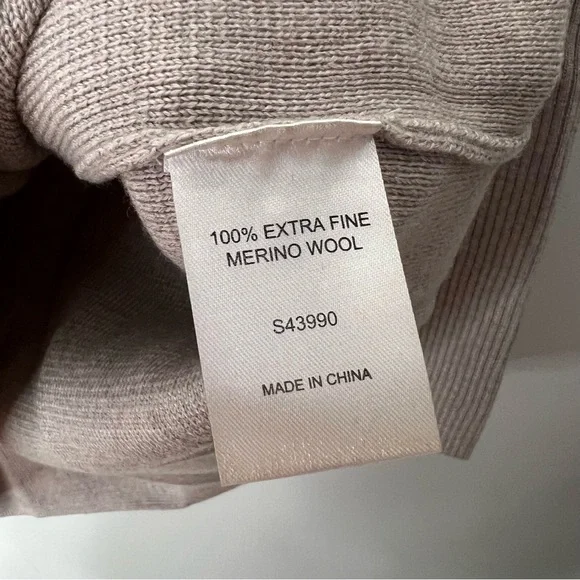 100% EXTRA FINE
MERINO WOOL
S43990
MADE IN CHINA